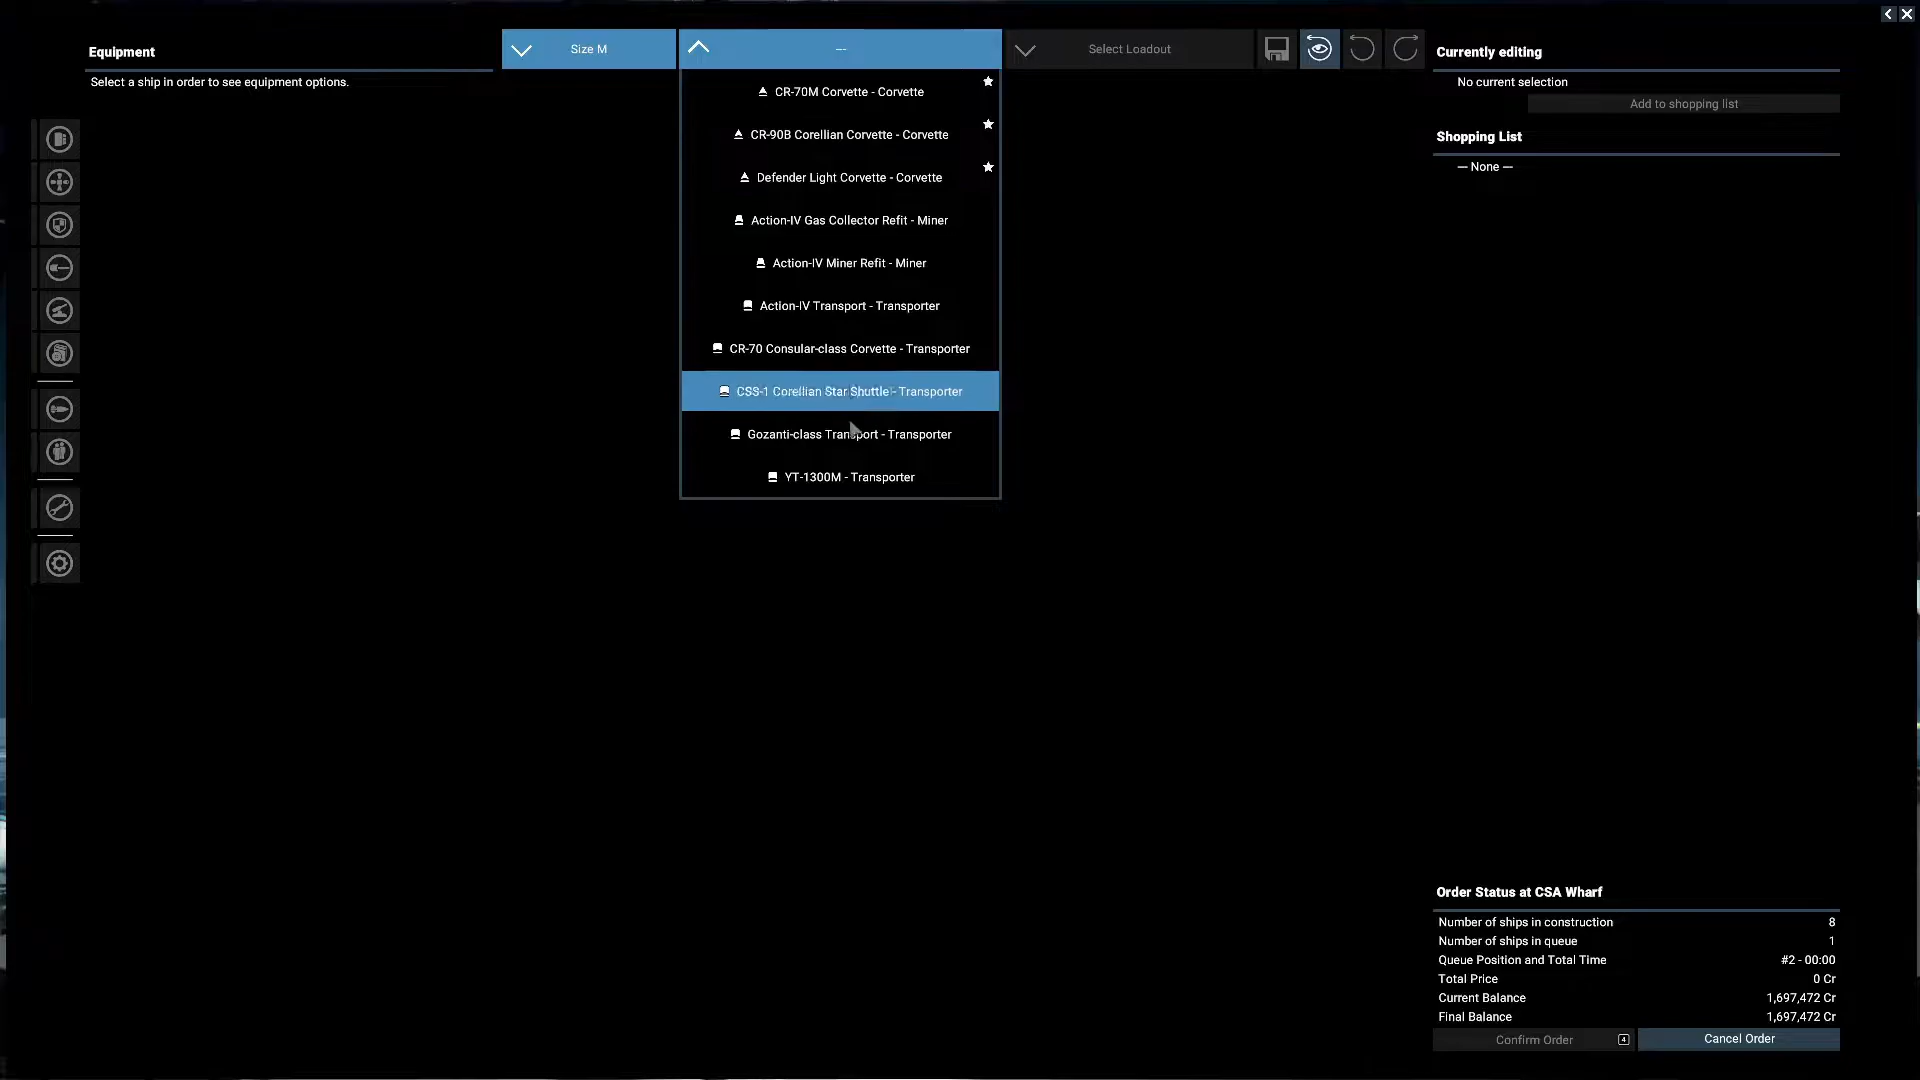 Equipment
Select a ship in order to see equipment options.
Size M
---
Select Loadout
CR-70M Corvette - Corvette
CR-90B Corellian Corvette - Corvette
Defender Light Corvette - Corvette
Action-IV Gas Collector Refit - Miner
Action-IV Miner Refit - Miner
Action-IV Transport - Transporter
CR-70 Consular-class Corvette - Transporter
CSS-1 Corellian Star Shuttle - Transporter
Gozanti-class Transport - Transporter
YT-1300M - Transporter
Currently editing
No current selection
Add to shopping list
Shopping List
— None —
Order Status at CSA Wharf
Number of ships in construction 8
Number of ships in queue 1
Queue Position and Total Time #2 - 00:00
Total Price 0 Cr
Current Balance 1,697,472 Cr
Final Balance 1,697,472 Cr
Confirm Order 4 Cancel Order